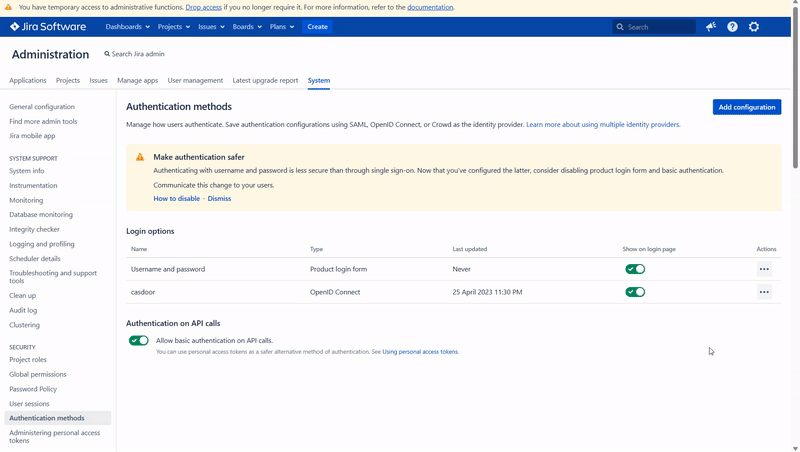 You have temporary access to administrative functions. Drop access if you no longer require it. For more information, refer to the documentation.
Jira Software
Dashboards Projects Issues Boards Plans Create Search
Administration Search Jira admin
Applications Projects Issues Manage apps User management Latest upgrade report System
General configuration
Find more admin tools
Jira mobile app
SYSTEM SUPPORT
System info
Instrumentation
Monitoring
Database monitoring
Integrity checker
Logging and profiling
Scheduler details
Troubleshooting and support
tools
Clean up
Audit log
Clustering
SECURITY
Project roles
Global permissions
Password Policy
User sessions
Authentication methods
Administering personal access
tokens
Authentication methods
Add configuration
Manage how users authenticate. Save authentication configurations using SAML, OpenID Connect, or Crowd as the identity provider. Learn more about using multiple identity providers.
Make authentication safer
Authenticating with username and password is less secure than through single sign-on. Now that you've configured the latter, consider disabling product login form and basic authentication.
Communicate this change to your users.
How to disable · Dismiss
Login options
Name Type Last updated Show on login page Actions
Username and password Product login form Never
casdoor OpenID Connect 25 April 2023 11:30 PM
Authentication on API calls
Allow basic authentication on API calls.
You can use personal access tokens as a safer alternative method of authentication. See Using personal access tokens.